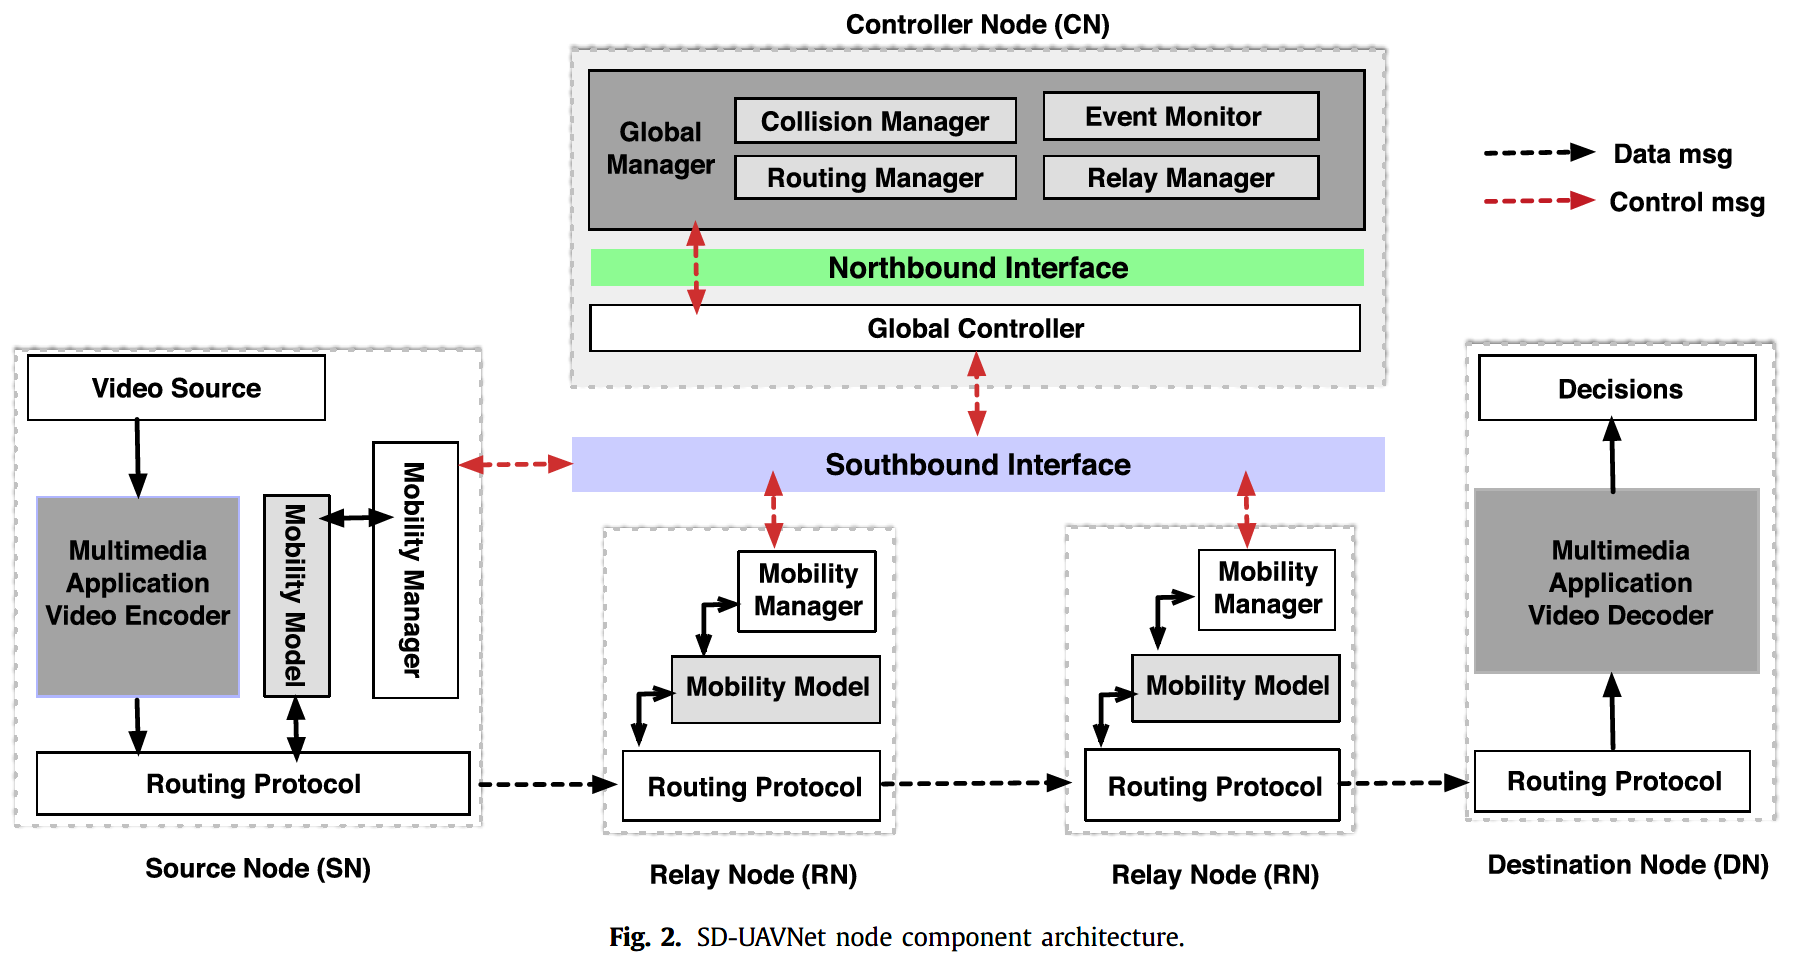 Controller Node (CN)
Global
Manager
Collision Manager
Event Monitor
Routing Manager
Relay Manager
Northbound Interface
Global Controller
Data msg
Control msg
Southbound Interface
Video Source
Multimedia
Application
Video Encoder
Mobility Model
Mobility Manager
Routing Protocol
Source Node (SN)
Mobility
Manager
Mobility Model
Routing Protocol
Relay Node (RN)
Mobility
Manager
Mobility Model
Routing Protocol
Relay Node (RN)
Decisions
Multimedia
Application
Video Decoder
Routing Protocol
Destination Node (DN)
Fig. 2. SD-UAVNet node component architecture.